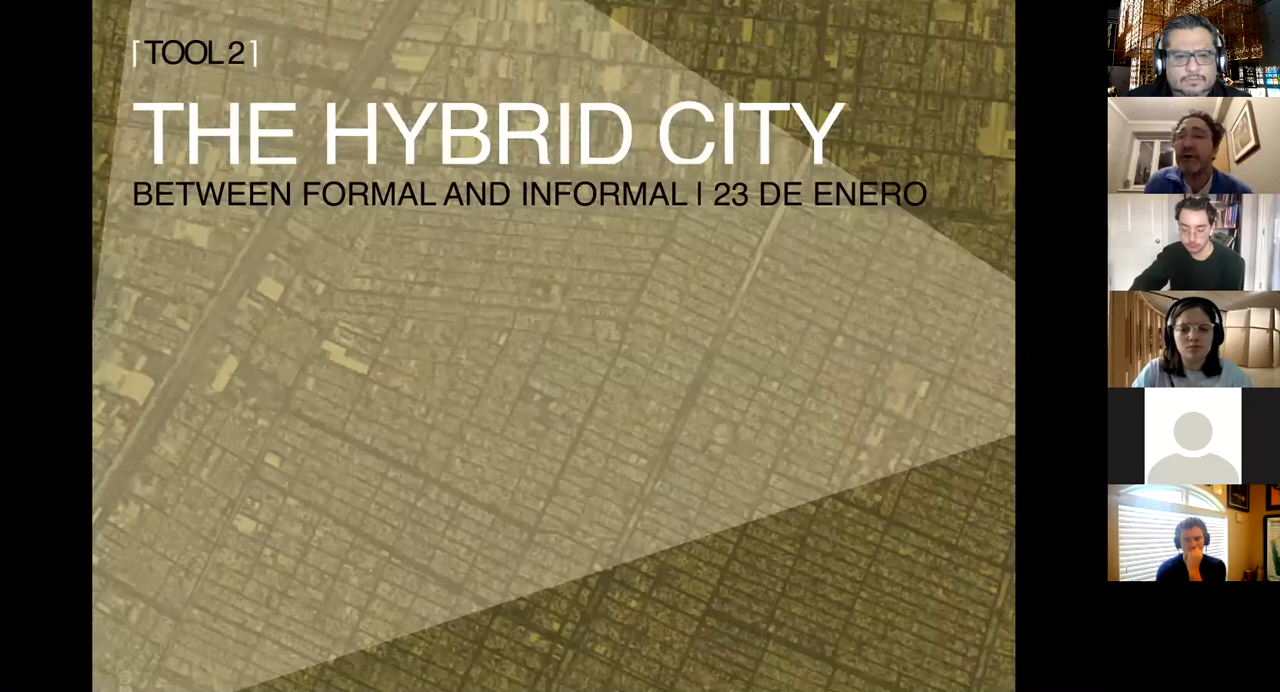 [TOOL 2]
THE HYBRID CITY
BETWEEN FORMAL AND INFORMAL | 23 DE ENERO